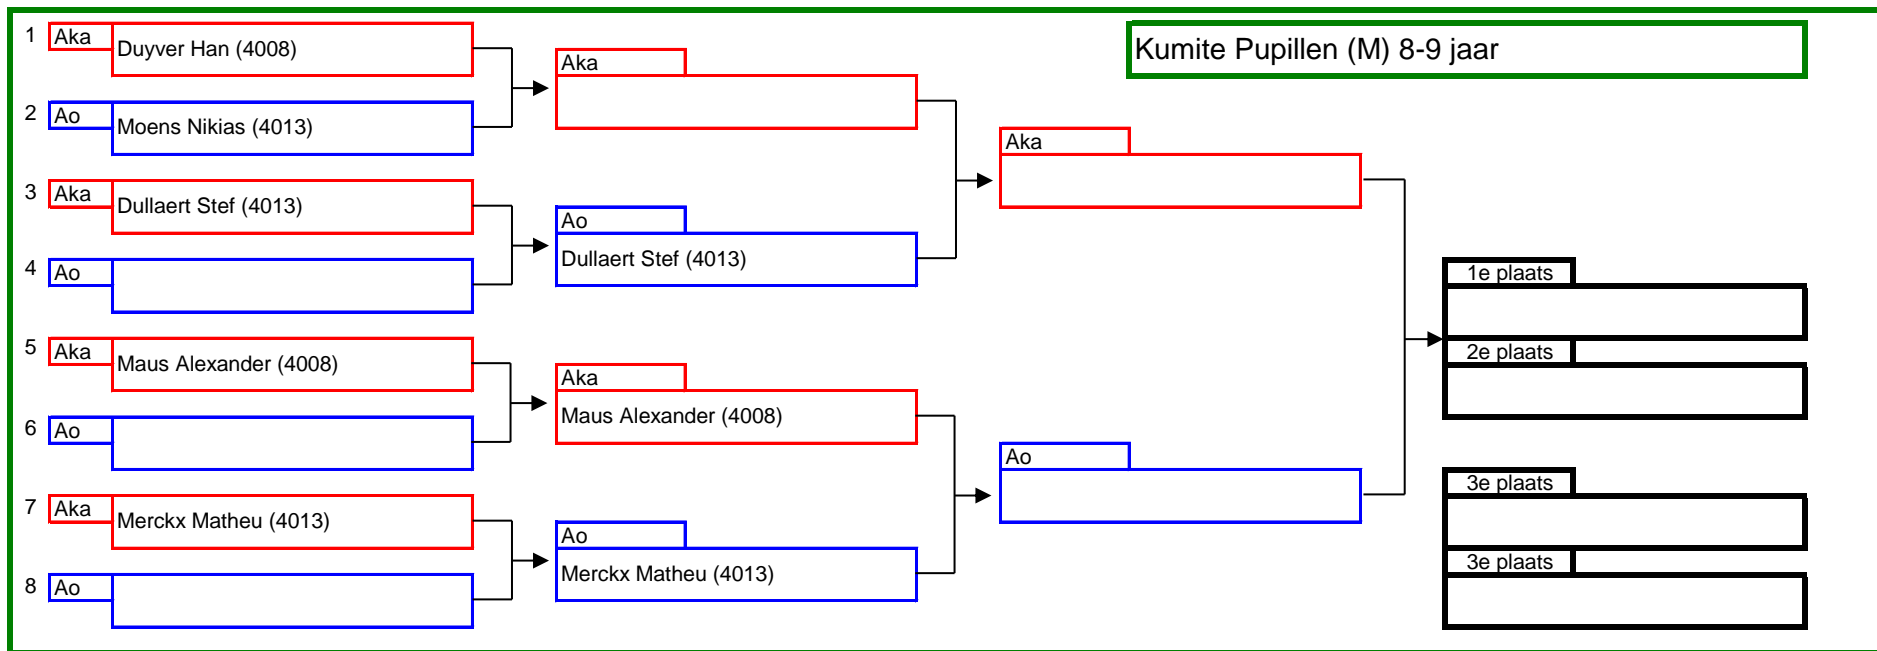 Kumite Pupillen (M) 8-9 jaar
1 Aka
Duyver Han (4008)
2 Ao
Moens Nikias (4013)
3 Aka
Dullaert Stef (4013)
4 Ao
5 Aka
Maus Alexander (4008)
6 Ao
7 Aka
Merckx Matheu (4013)
8 Ao
Aka
Ao
Dullaert Stef (4013)
Aka
Maus Alexander (4008)
Ao
Merckx Matheu (4013)
Aka
Ao
1e plaats
2e plaats
3e plaats
3e plaats